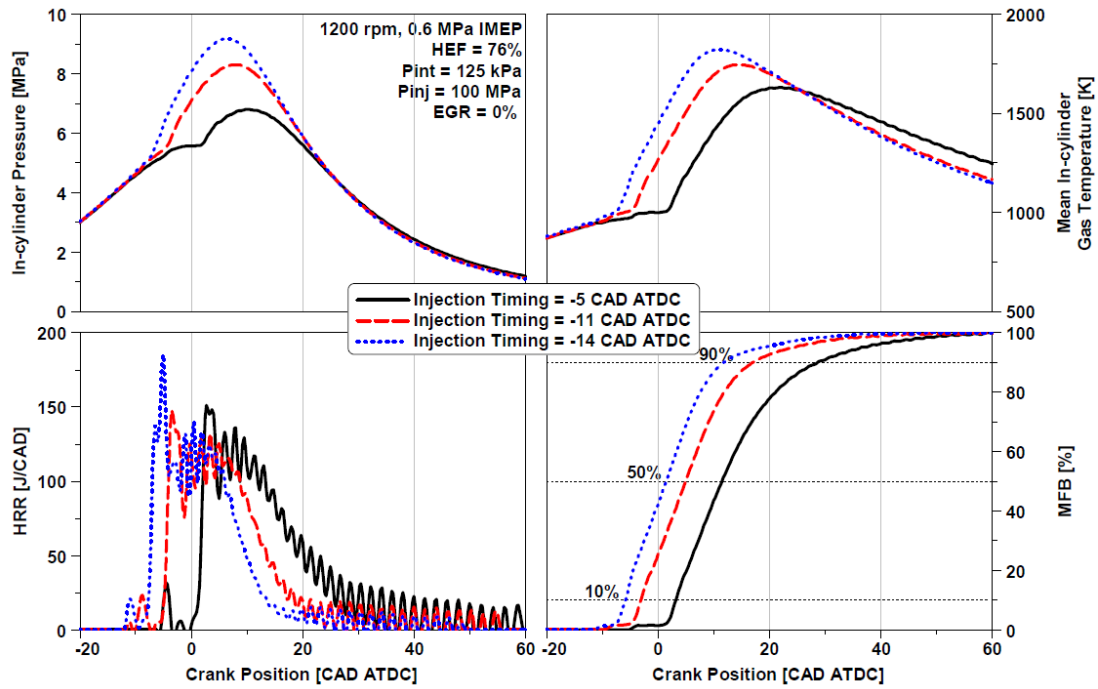 1200 rpm, 0.6 MPa IMEP
HEF = 76%
Pint = 125 kPa
Pinj = 100 MPa
EGR = 0%
In-cylinder Pressure [MPa]
10
8
6
4
2
0
Mean In-cylinder
Gas Temperature [K]
2000
1500
1000
500
Injection Timing = -5 CAD ATDC
Injection Timing = -11 CAD ATDC
Injection Timing = -14 CAD ATDC
HRR [J/CAD]
200
150
100
50
0
-20
0
20
40
60
Crank Position [CAD ATDC]
90%
50%
10%
MFB [%]
100
80
60
40
20
0
-20
0
20
40
60
Crank Position [CAD ATDC]